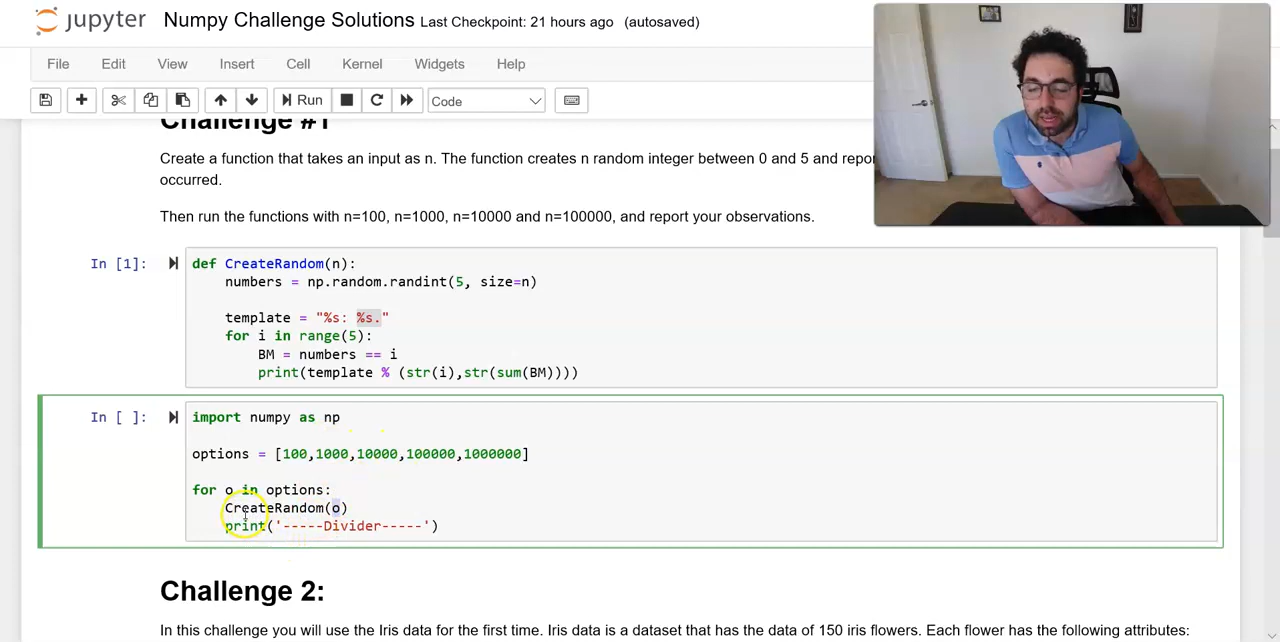 jupyter Numpy Challenge Solutions Last Checkpoint: 21 hours ago (autosaved)
File Edit View Insert Cell Kernel Widgets Help
Run Code
Challenge #1
Create a function that takes an input as n. The function creates n random integer between 0 and 5 and
occurred.
Then run the functions with n=100, n=1000, n=10000 and n=100000, and report your observations.
In [1]: def CreateRandom(n):
numbers = np.random.randint(5, size=n)
template = "%s: %s."
for i in range(5):
BM = numbers == i
print(template % (str(i),str(sum(BM))))
In [ ]: import numpy as np
options = [100,1000,10000,100000,1000000]
for o in options:
CreateRandom(o)
print('-----Divider-----')
Challenge 2:
In this challenge you will use the Iris data for the first time. Iris data is a dataset that has the data of 150 iris flowers. Each flower has the following attributes: